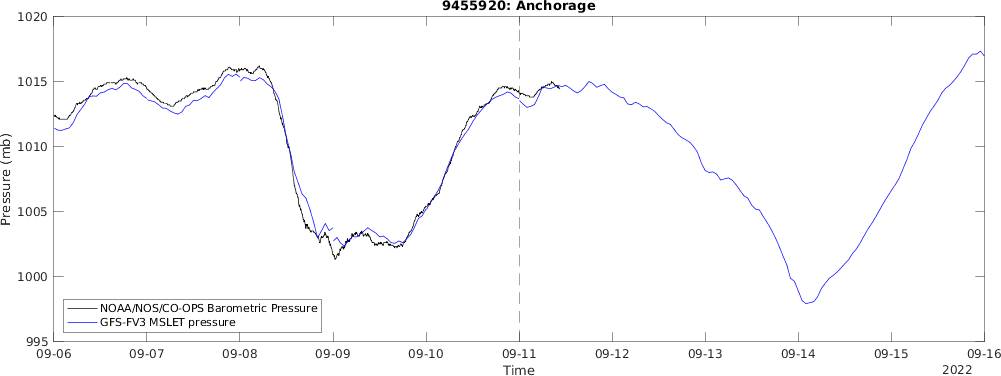 9455920: Anchorage
1020
1015
1010
1005
1000
995
Pressure (mb)
NOAA/NOS/CO-OPS Barometric Pressure
GFS-FV3 MSLET pressure
09-06 09-07 09-08 09-09 09-10 09-11 09-12 09-13 09-14 09-15 09-16
Time
2022